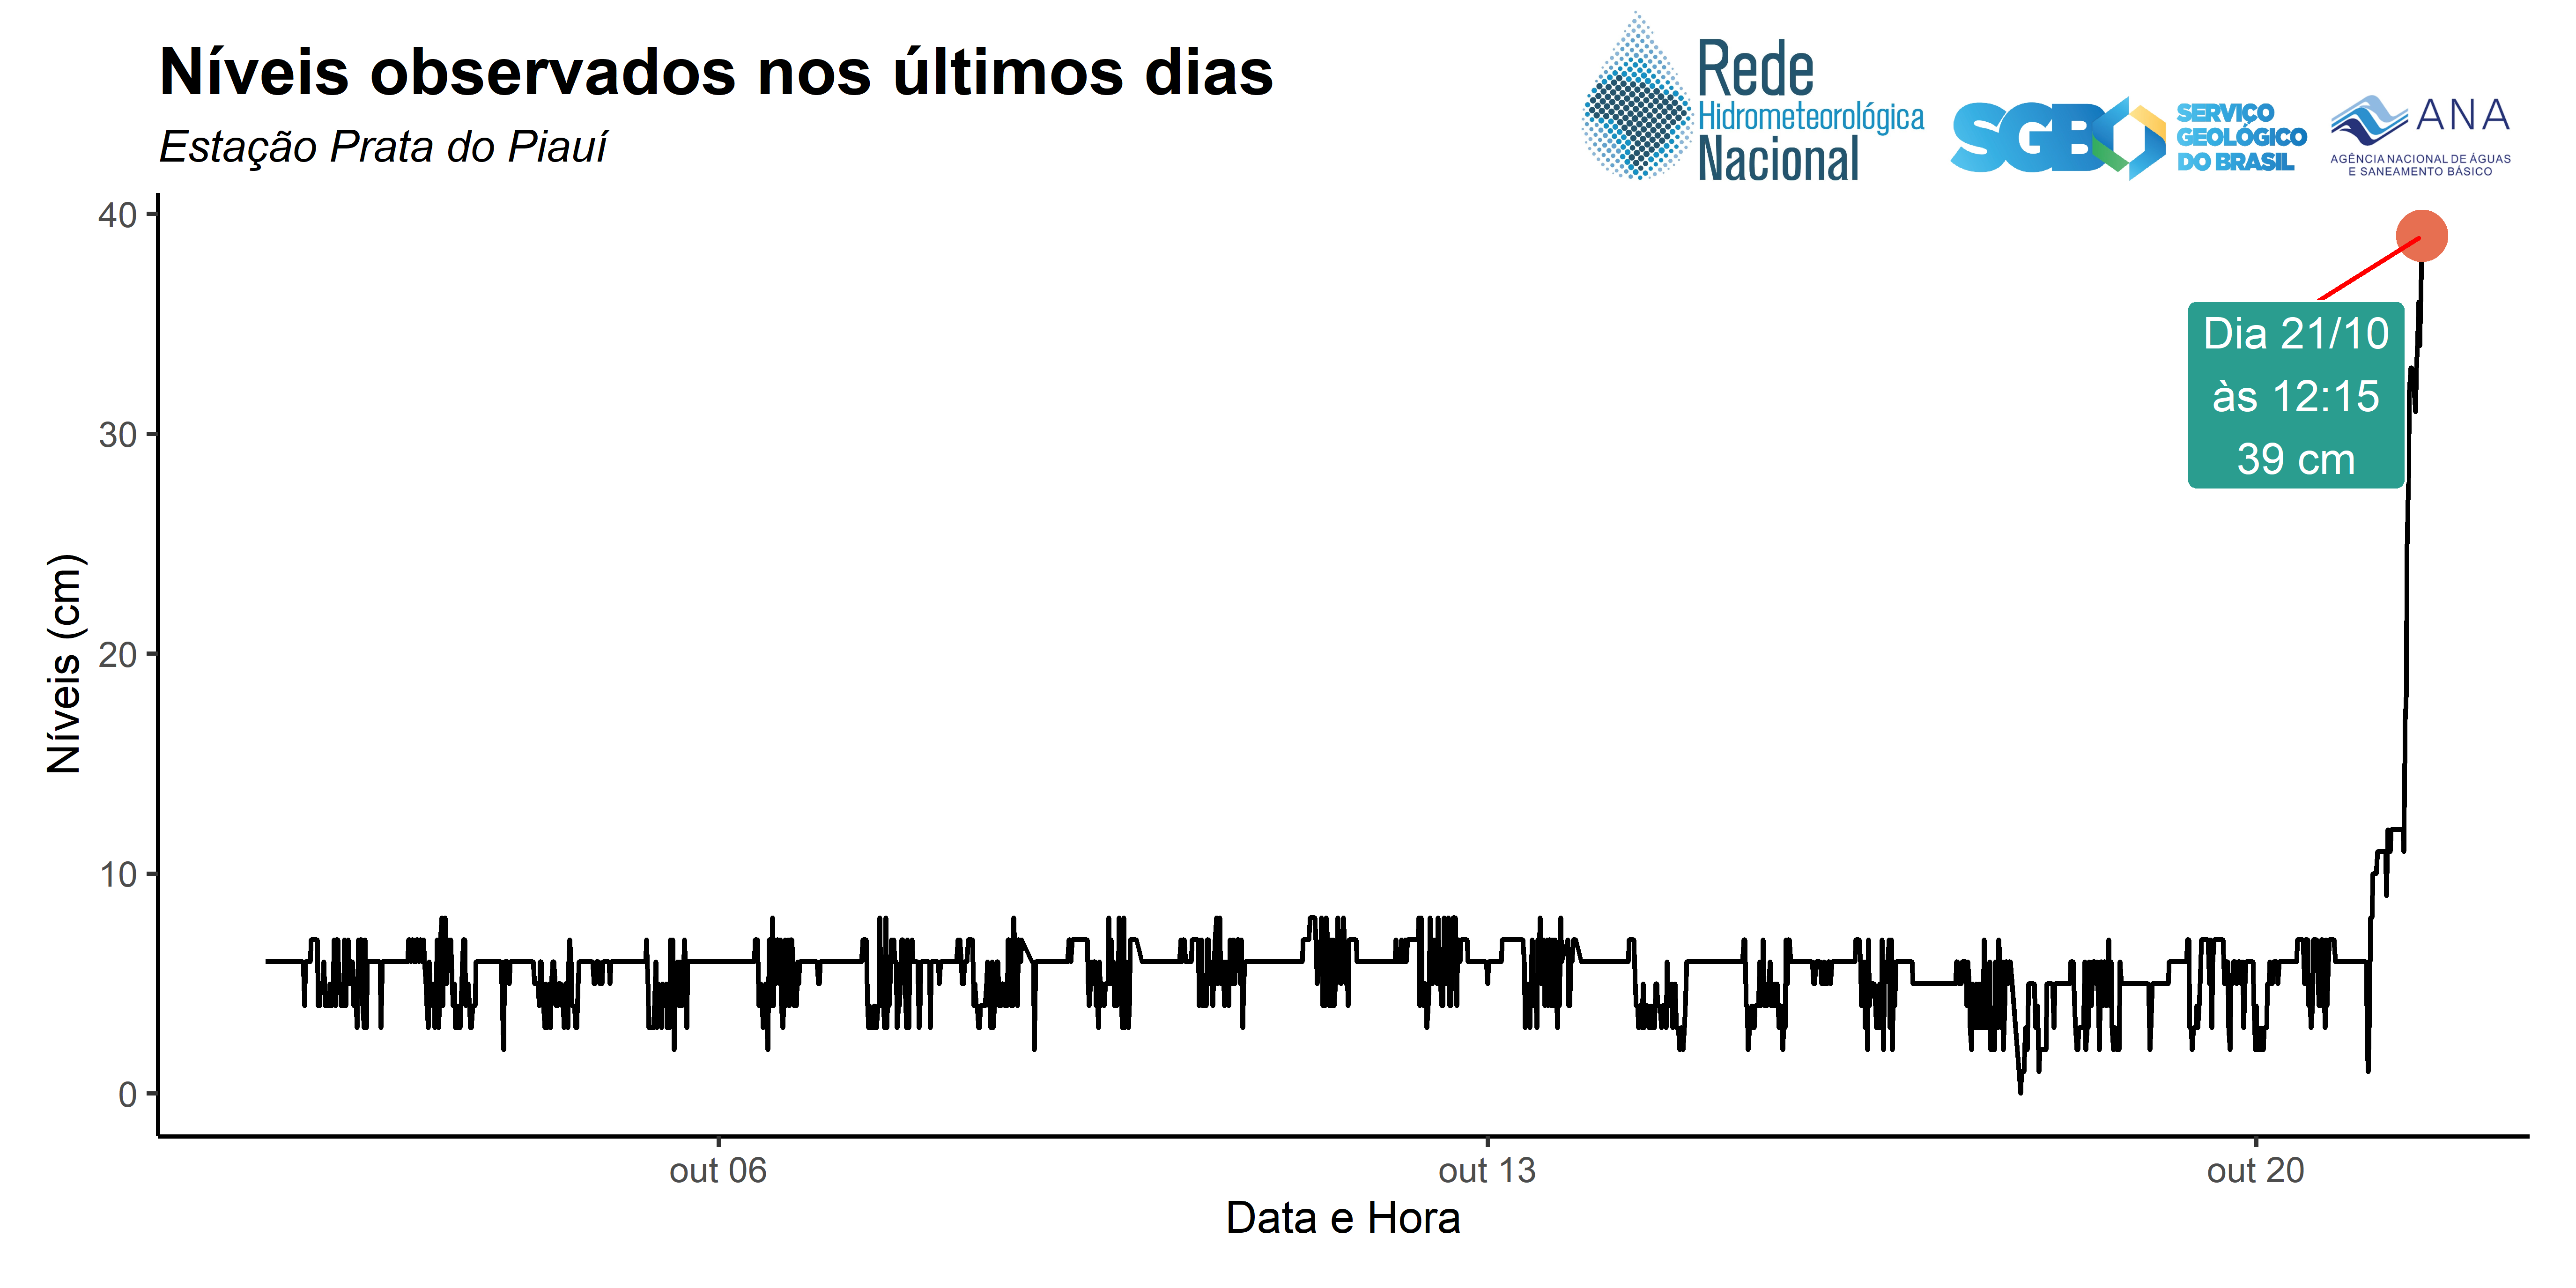 Níveis observados nos últimos dias
Estação Prata do Piauí
Rede
Hidrometeorológica
Nacional
SGB
SERVIÇO
GEOLÓGICO
DO BRASIL
ANA
AGÊNCIA NACIONAL DE ÁGUAS
E SANEAMENTO BÁSICO
40
30
20
10
0
Níveis (cm)
Dia 21/10
às 12:15
39 cm
out 06
out 13
out 20
Data e Hora